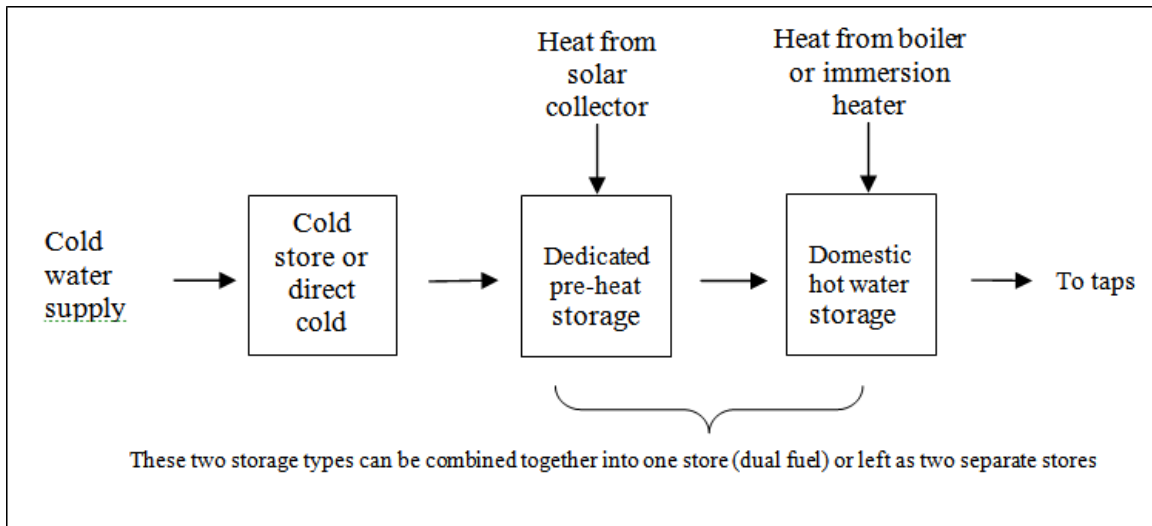 Heat from
solar
collector
Heat from boiler
or immersion
heater
Cold
water
supply
Cold
store or
direct
cold
Dedicated
pre-heat
storage
Domestic
hot water
storage
To taps
These two storage types can be combined together into one store (dual fuel) or left as two separate stores